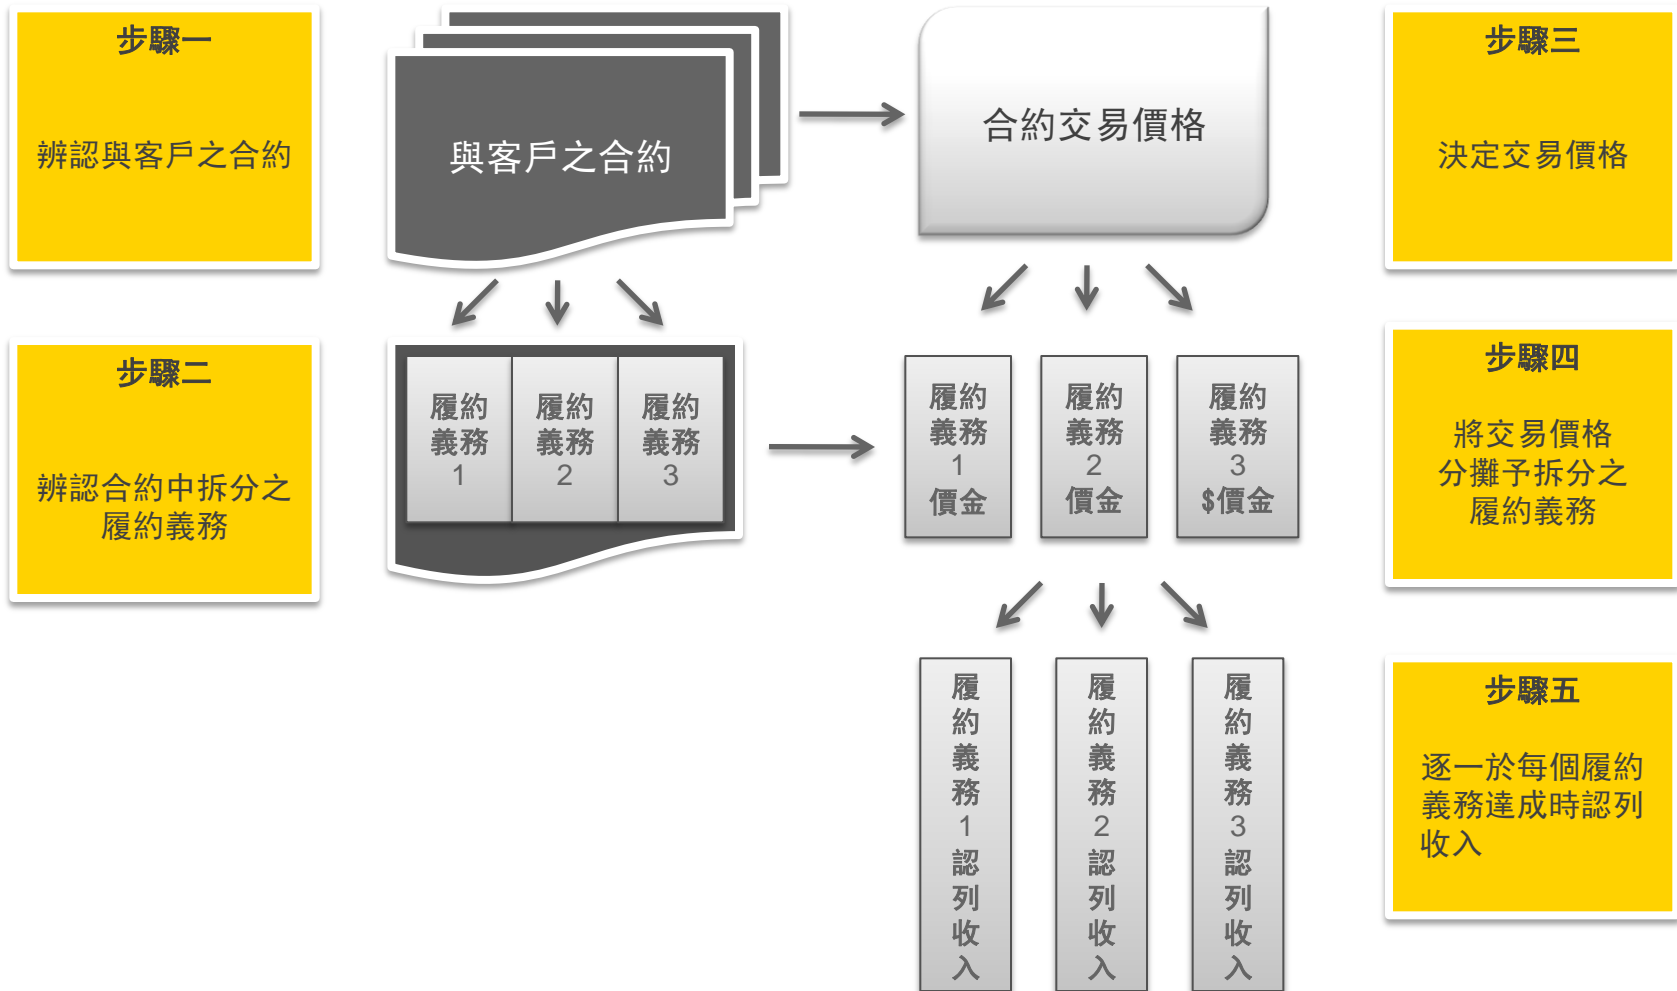 步驟一
辨認與客戶之合約
與客戶之合約
合約交易價格
步驟三
決定交易價格
步驟二
辨認合約中拆分之
履約義務
履約
義務
1
履約
義務
2
履約
義務
3
履約
義務
1
價金
履約
義務
2
價金
履約
義務
3
$價金
步驟四
將交易價格
分攤予拆分之
履約義務
履約義務1認列收入
履約義務2認列收入
履約義務3認列收入
步驟五
逐一於每個履約
義務達成時認列
收入